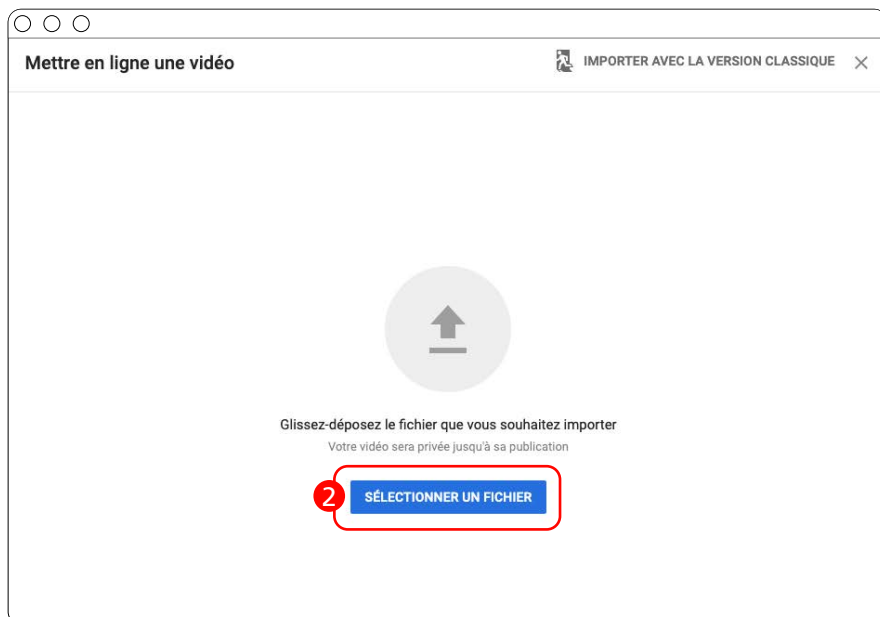 Mettre en ligne une vidéo
IMPORTER AVEC LA VERSION CLASSIQUE
Glissez-déposez le fichier que vous souhaitez importer
Votre vidéo sera privée jusqu'à sa publication
2 SÉLECTIONNER UN FICHIER